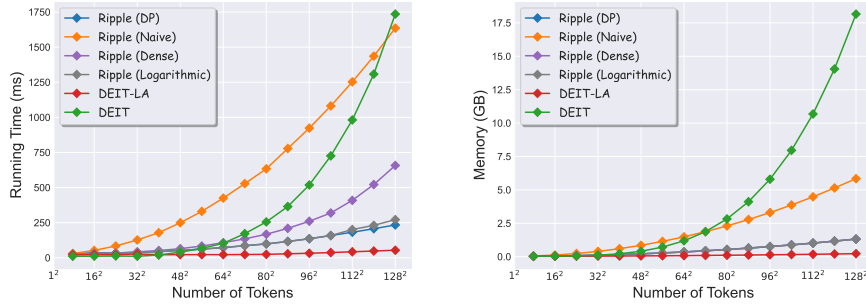 1750
1500
1250
1000
750
500
250
0
Running Time (ms)
Ripple (DP)
Ripple (Naive)
Ripple (Dense)
Ripple (Logarithmic)
DEIT-LA
DEIT
1² 16² 32² 48² 64² 80² 96² 112² 128²
Number of Tokens
17.5
15.0
12.5
10.0
7.5
5.0
2.5
0.0
Memory (GB)
Ripple (DP)
Ripple (Naive)
Ripple (Dense)
Ripple (Logarithmic)
DEIT-LA
DEIT
1² 16² 32² 48² 64² 80² 96² 112² 128²
Number of Tokens